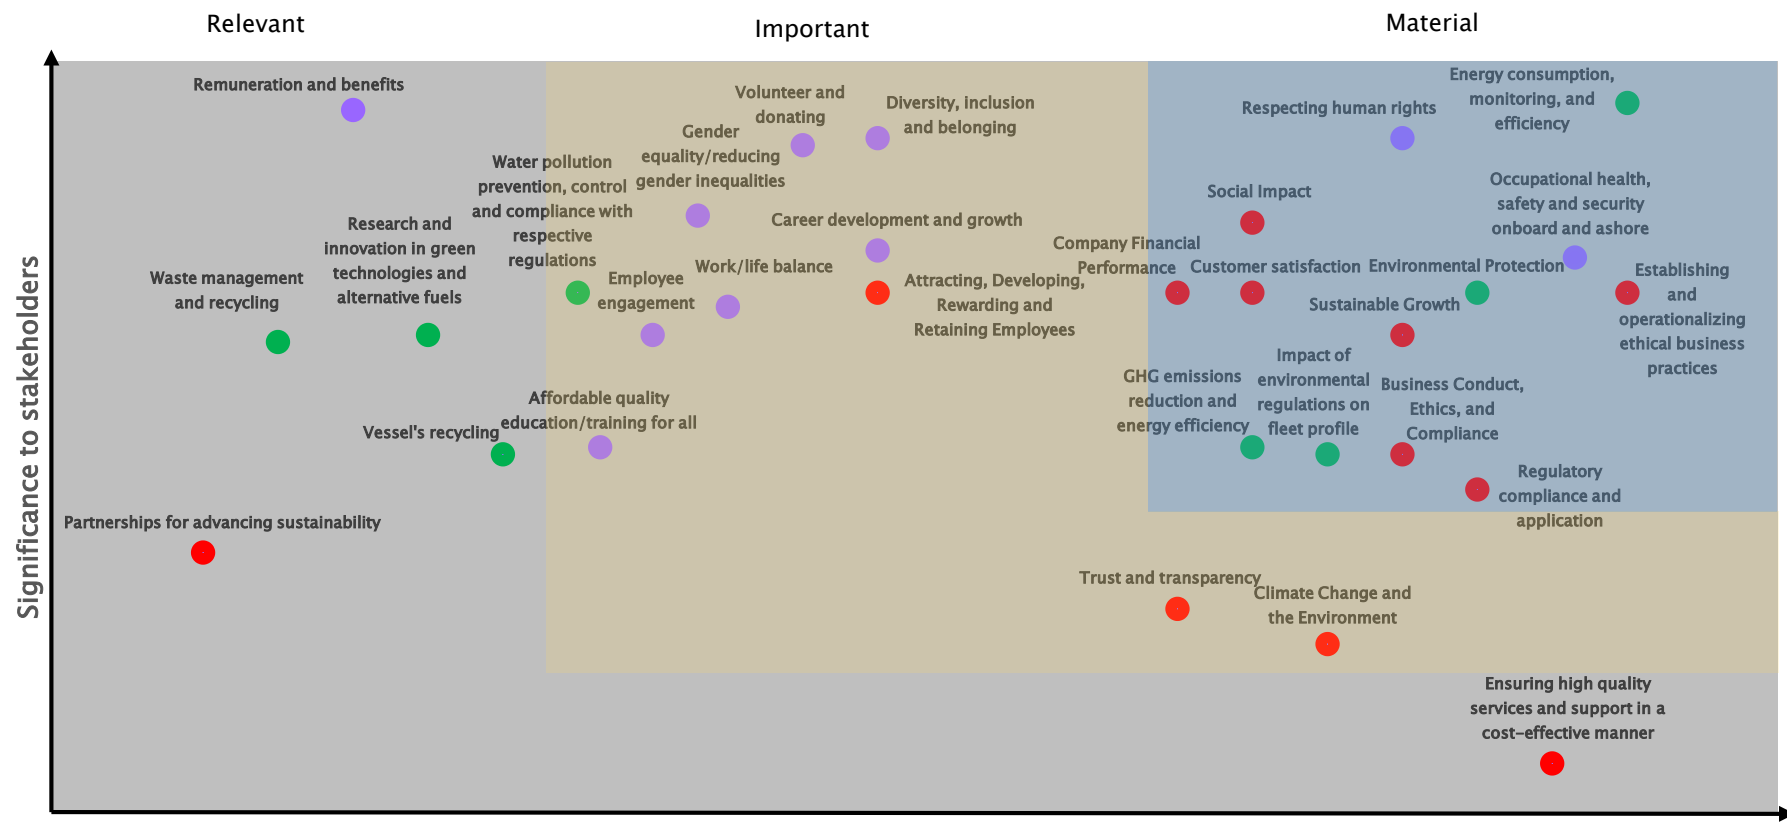 Relevant
Important
Material
Significance to stakeholders
Remuneration and benefits
Volunteer and
donating
Diversity, inclusion
and belonging
Gender
equality/reducing
gender inequalities
Water pollution
prevention, control
and compliance with
respective
regulations
Research and
innovation in green
technologies and
alternative fuels
Waste management
and recycling
Career development and growth
Work/life balance
Employee
engagement
Attracting, Developing,
Rewarding and
Retaining Employees
Affordable quality
education/training for all
Vessel's recycling
Partnerships for advancing sustainability
Energy consumption,
monitoring, and
efficiency
Respecting human rights
Social Impact
Occupational health,
safety and security
onboard and ashore
Company Financial
Performance
Customer satisfaction
Environmental Protection
Establishing
and
operationalizing
ethical business
practices
Sustainable Growth
Impact of
environmental
regulations on
fleet profile
GHG emissions
reduction and
energy efficiency
Business Conduct,
Ethics, and
Compliance
Regulatory
compliance and
application
Trust and transparency
Climate Change and
the Environment
Ensuring high quality
services and support in a
cost-effective manner